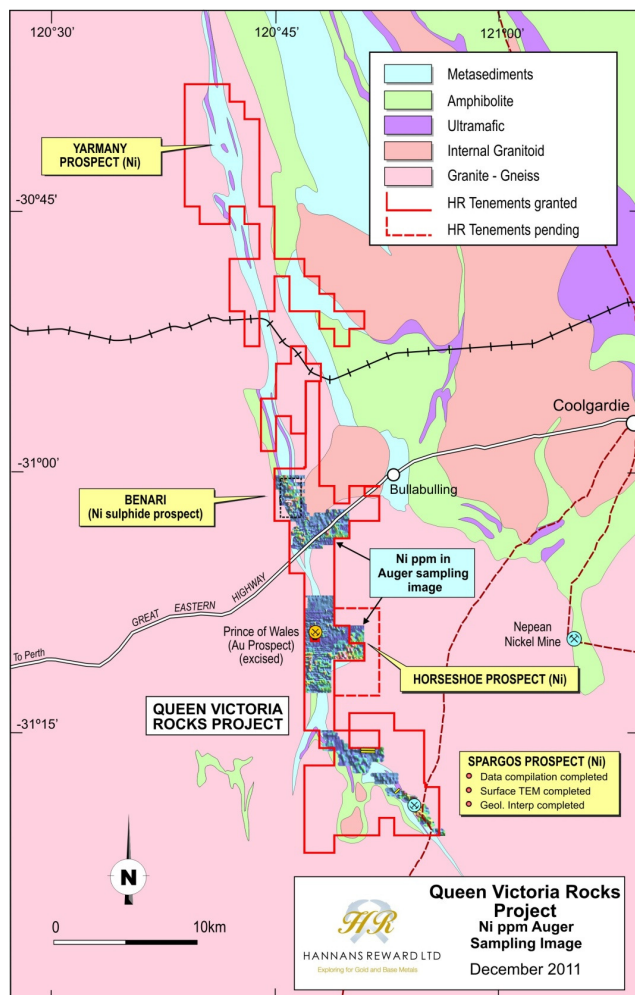 120°30'
120°45'
121°00'
Metasediments
Amphibolite
Ultramafic
Internal Granitoid
Granite - Gneiss
HR Tenements granted
HR Tenements pending
YARMANY
PROSPECT (Ni)
-30°45'
Coolgardie
-31°00'
BENARI
(Ni sulphide prospect)
Bullabulling
Ni ppm in
Auger sampling
image
GREAT EASTERN HIGHWAY
To Perth
Prince of Wales
(Au Prospect)
(excised)
Nepean
Nickel Mine
HORSESHOE PROSPECT (Ni)
QUEEN VICTORIA
ROCKS PROJECT
-31°15'
SPARGOS PROSPECT (Ni)
Data compilation completed
Surface TEM completed
Geol. Interp completed
N
0 10km
HR
HANNANS REWARD LTD
Exploring for Gold and Base Metals
Queen Victoria Rocks
Project
Ni ppm Auger
Sampling Image
December 2011